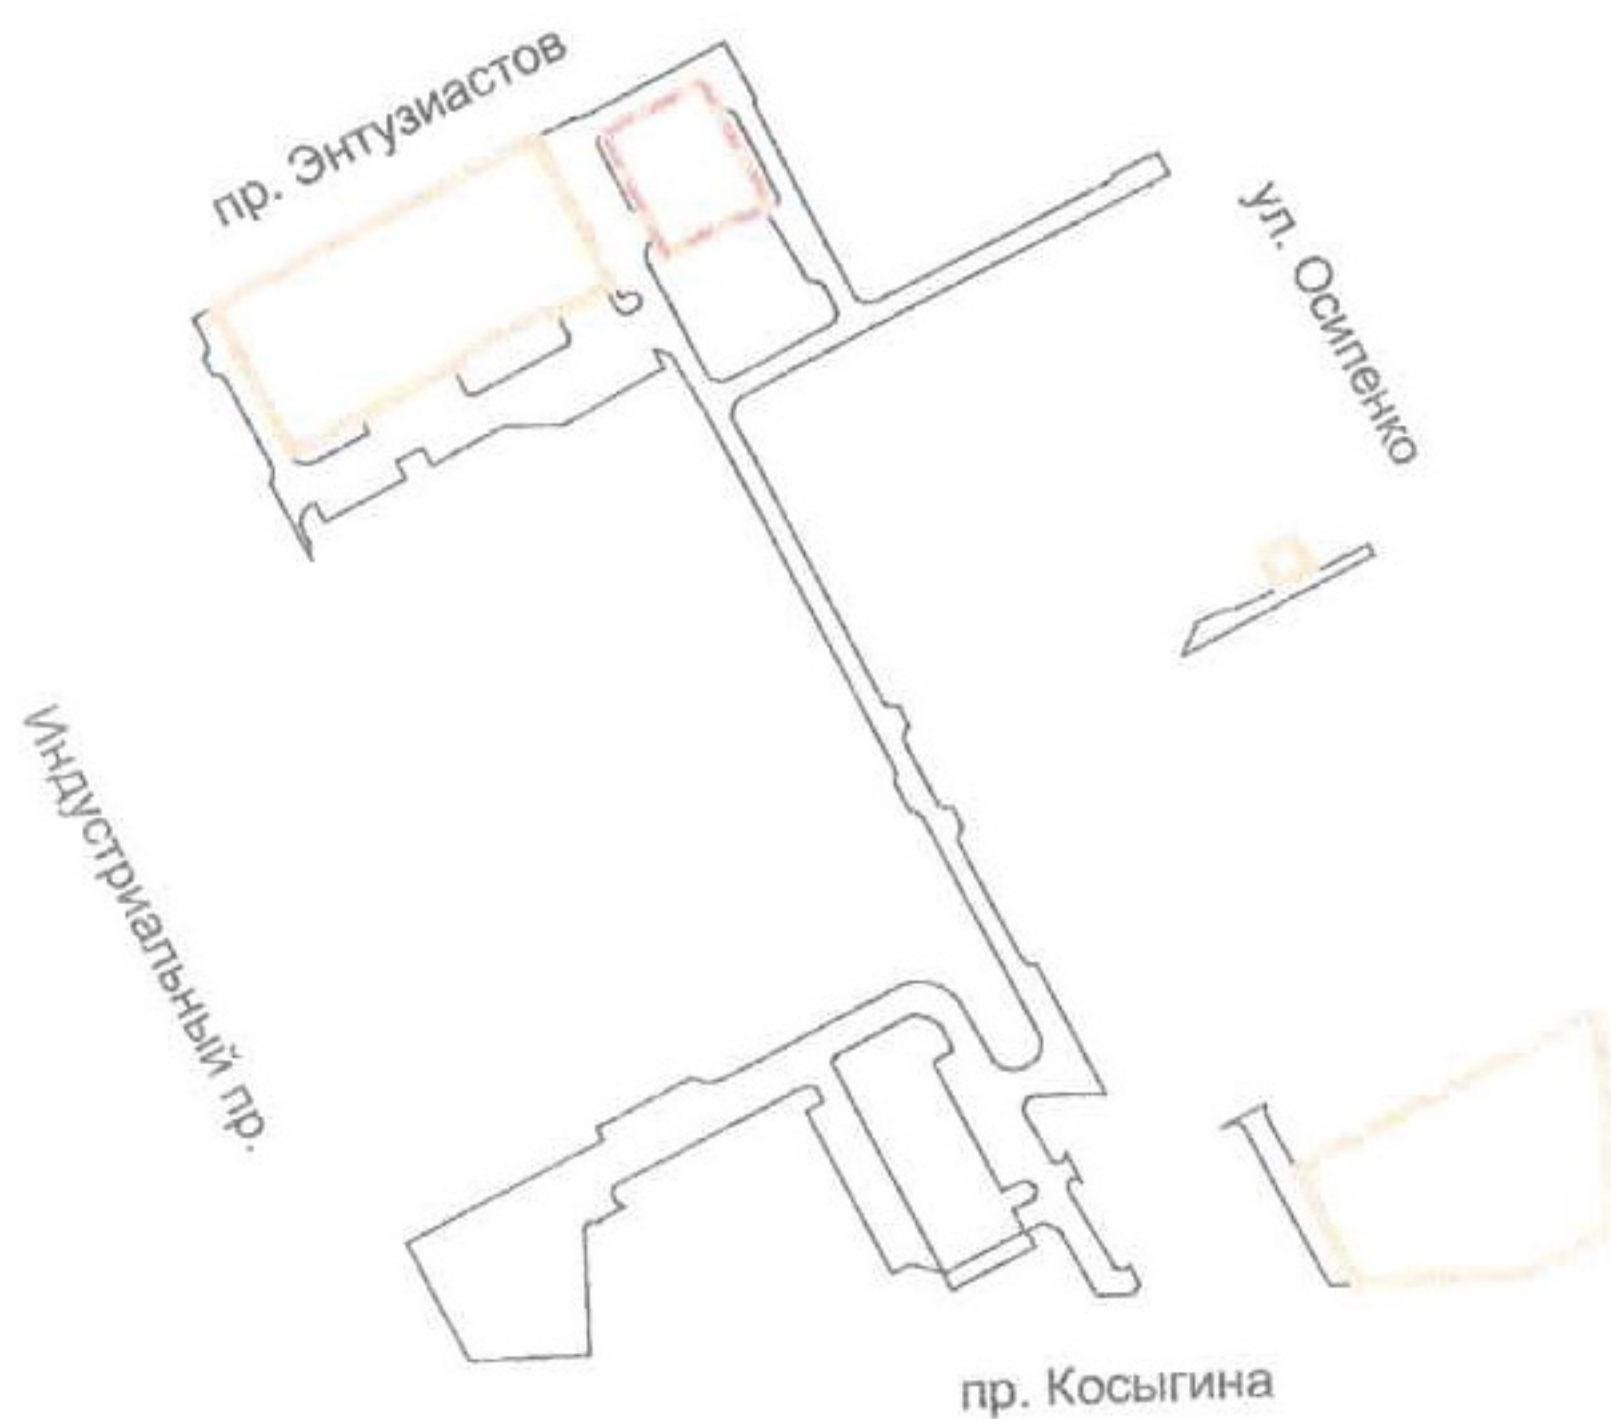 пр. Энтузиастов
ул. Осипенко
Индустриальный пр.
пр. Косыгина